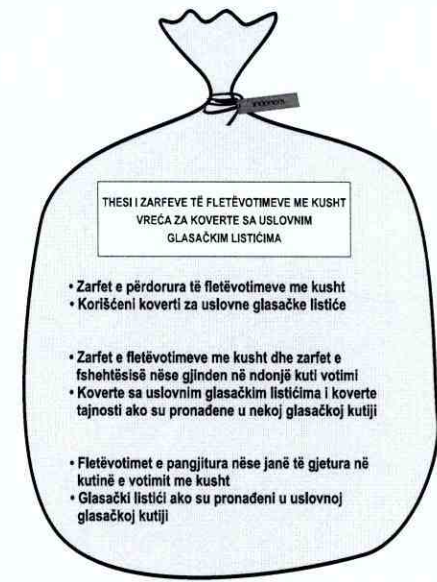 THESI I ZARFEVE TË FLETËVOTIMEVE ME KUSHT
VREĆA ZA KOVERTE SA USLOVNIM
GLASAČKIM LISTIĆIMA
• Zarfet e përdorura të fletëvotimeve me kusht
• Korišćeni koverti za uslovne glasačke listiće
• Zarfet e fletëvotimeve me kusht dhe zarfet e
fshehtësisë nëse gjinden në ndonjë kuti votimi
• Koverte sa uslovnim glasačkim listićima i koverte
tajnosti ako su pronađene u nekoj glasačkoj kutiji
• Fletëvotimet e pangjitura nëse janë të gjetura në
kutinë e votimit me kusht
• Glasački listići ako su pronađeni u uslovnoj
glasačkoj kutiji